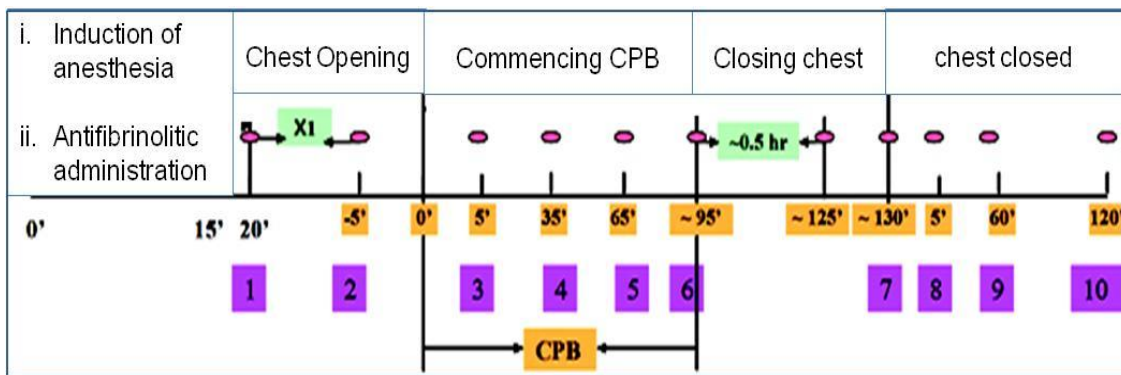 i. Induction of
anesthesia
Chest Opening
Commencing CPB
Closing chest
chest closed
ii. Antifibrinolitic
administration
X1
~0.5 hr
0' 15' 20' -5' 0' 5' 35' 65' ~ 95' ~ 125' ~ 130' 5' 60' 120'
1 2 3 4 5 6 7 8 9 10
CPB